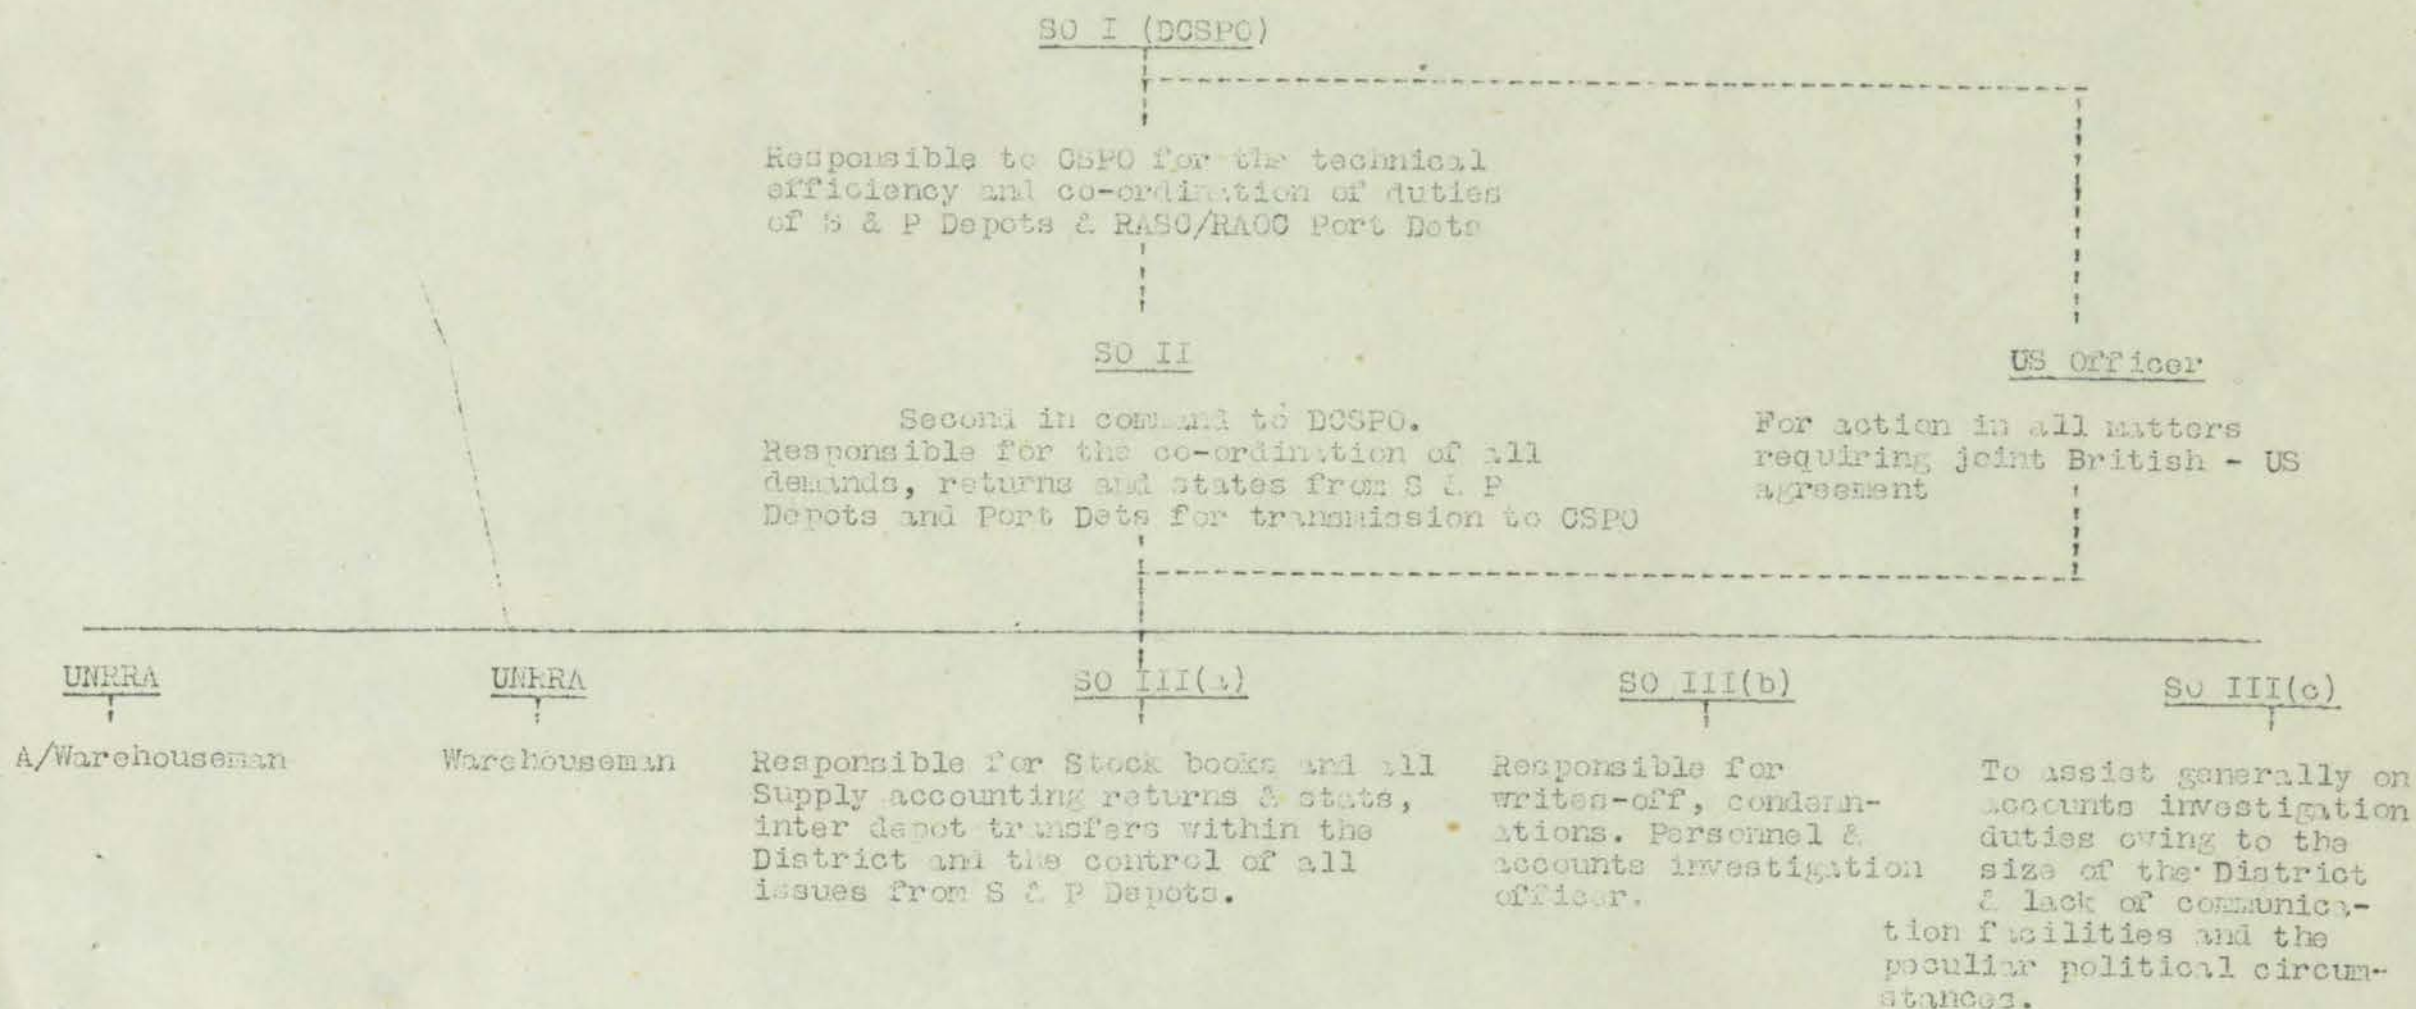 SO I (DCSPO)
Responsible to CSPO for the technical
efficiency and co-ordination of duties
of S & P Depots & RASC/RAOC Port Dets
SO II
Second in command to DCSPO.
Responsible for the co-ordination of all
demands, returns and states from S & P
Depots and Port Dets for transmission to CSPO
US Officer
For action in all matters
requiring joint British - US
agreement
UNRRA
A/Warehouseman
UNRRA
Warehouseman
SO III(a)
Responsible for Stock books and all
Supply accounting returns & stats,
inter depot transfers within the
District and the control of all
issues from S & P Depots.
SO III(b)
Responsible for
writes-off, condemn-
ations. Personnel &
accounts investigation
officer.
SO III(c)
To assist generally on
accounts investigation
duties owing to the
size of the District
& lack of communica-
tion facilities and the
peculiar political circum-
stances.